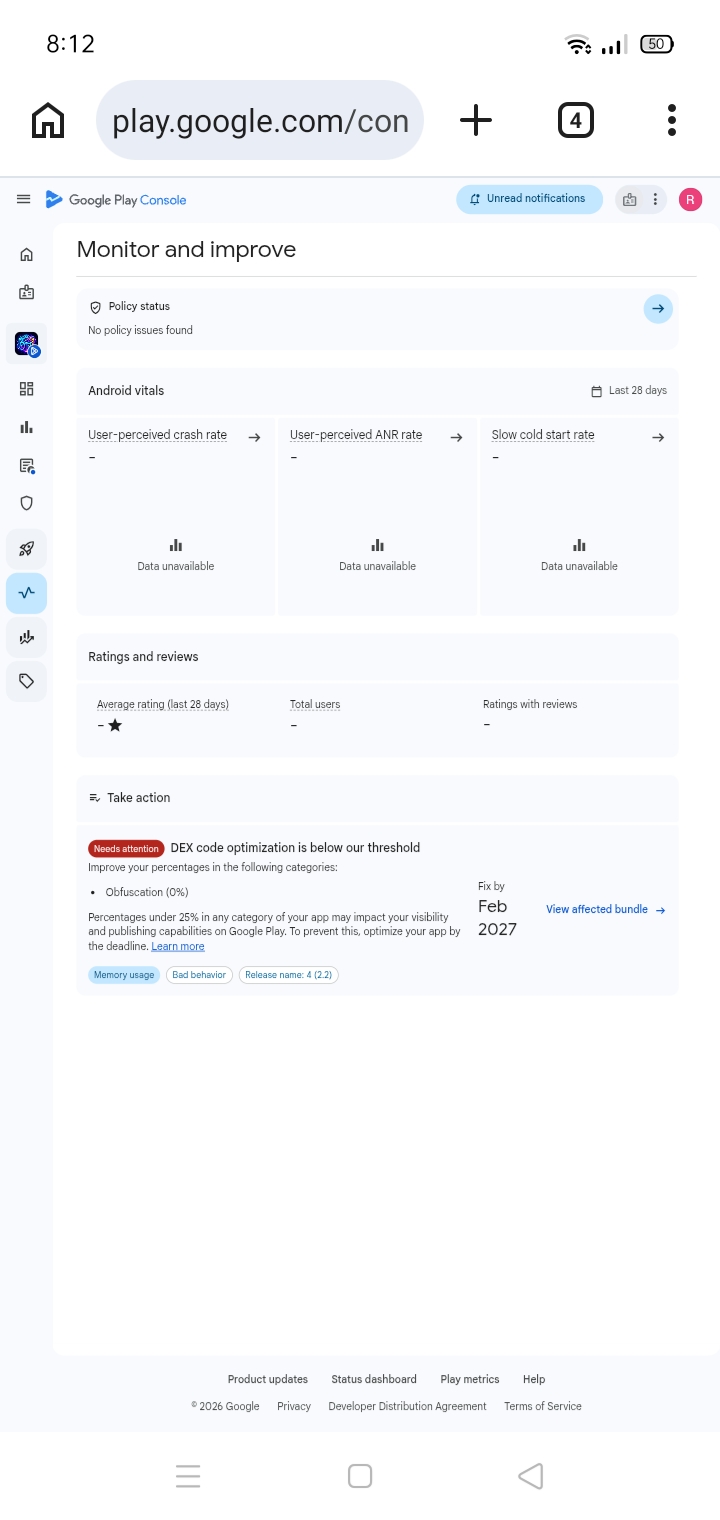 8:12
50
play.google.com/con
4
Google Play Console
Unread notifications
R
Monitor and improve
Policy status
No policy issues found
Android vitals
Last 28 days
User-perceived crash rate
User-perceived ANR rate
Slow cold start rate
–
–
–
Data unavailable
Data unavailable
Data unavailable
Ratings and reviews
Average rating (last 28 days)
Total users
Ratings with reviews
– ★
–
–
Take action
Needs attention DEX code optimization is below our threshold
Improve your percentages in the following categories:
• Obfuscation (0%)
Percentages under 25% in any category of your app may impact your visibility
and publishing capabilities on Google Play. To prevent this, optimize your app by
the deadline. Learn more
Fix by
Feb
2027
View affected bundle
Memory usage
Bad behavior
Release name: 4 (2.2)
Product updates
Status dashboard
Play metrics
Help
© 2026 Google
Privacy
Developer Distribution Agreement
Terms of Service